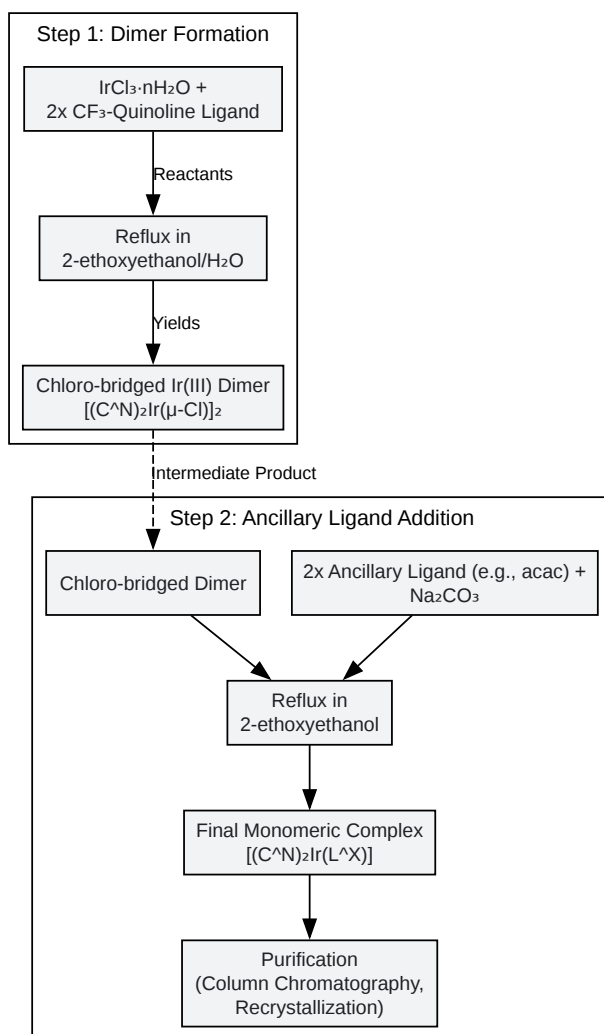 Step 1: Dimer Formation
IrCl₃·nH₂O +
2x CF₃-Quinoline Ligand
Reactants
Reflux in
2-ethoxyethanol/H₂O
Yields
Chloro-bridged Ir(III) Dimer
[(C^N)₂Ir(μ-Cl)]₂
Intermediate Product
Step 2: Ancillary Ligand Addition
Chloro-bridged Dimer
2x Ancillary Ligand (e.g., acac) +
Na₂CO₃
Reflux in
2-ethoxyethanol
Final Monomeric Complex
[(C^N)₂Ir(L^X)]
Purification
(Column Chromatography,
Recrystallization)